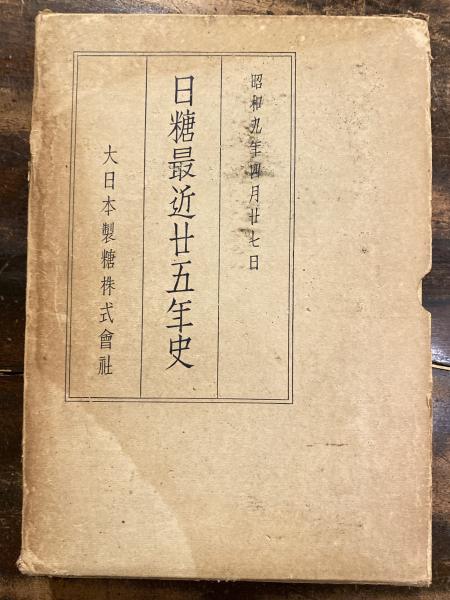 昭和九年四月廿七日
日糖最近廿五年史
大日本製糖株式會社